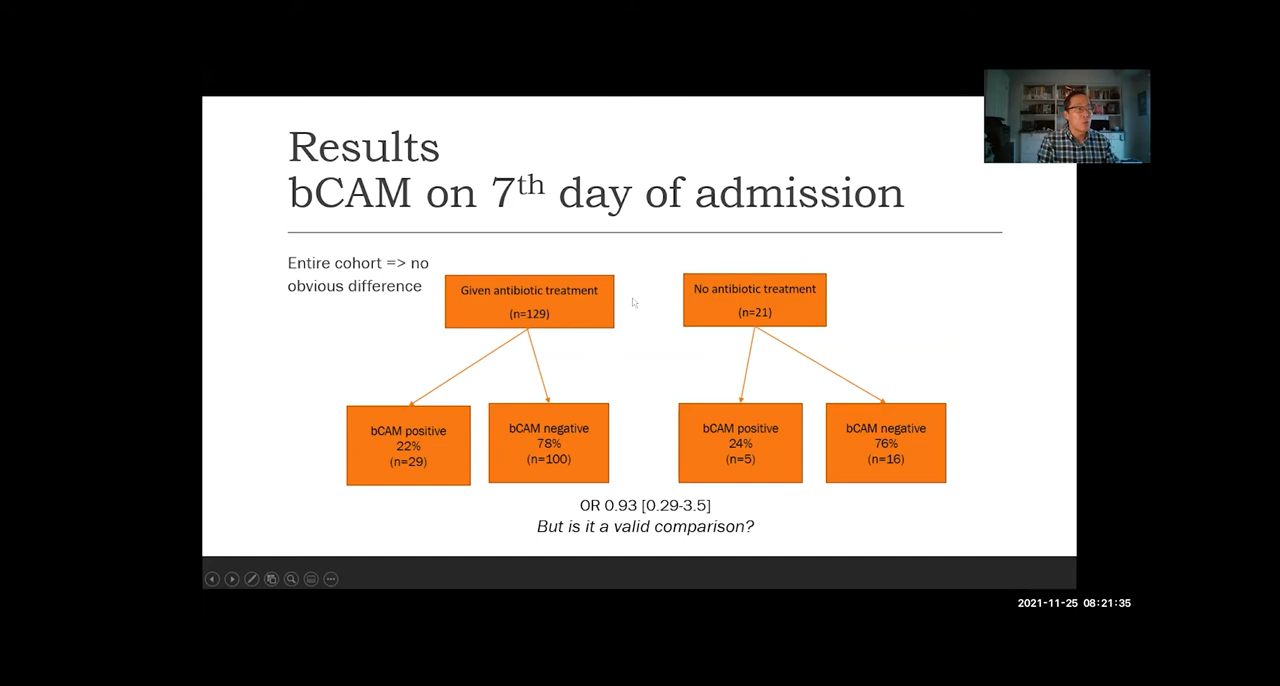 Results
bCAM on 7th day of admission
Entire cohort => no
obvious difference
Given antibiotic treatment
(n=129)
No antibiotic treatment
(n=21)
bCAM positive
22%
(n=29)
bCAM negative
78%
(n=100)
bCAM positive
24%
(n=5)
bCAM negative
76%
(n=16)
OR 0.93 [0.29-3.5]
But is it a valid comparison?
2021-11-25 08:21:35